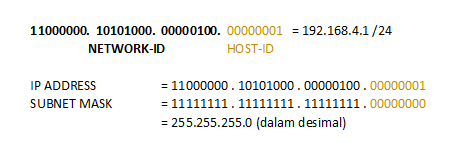 11000000. 10101000. 00000100. 00000001 = 192.168.4.1 /24
NETWORK-ID HOST-ID
IP ADDRESS = 11000000 . 10101000 . 00000100 . 00000001
SUBNET MASK = 11111111 . 11111111 . 11111111 . 00000000
= 255.255.255.0 (dalam desimal)